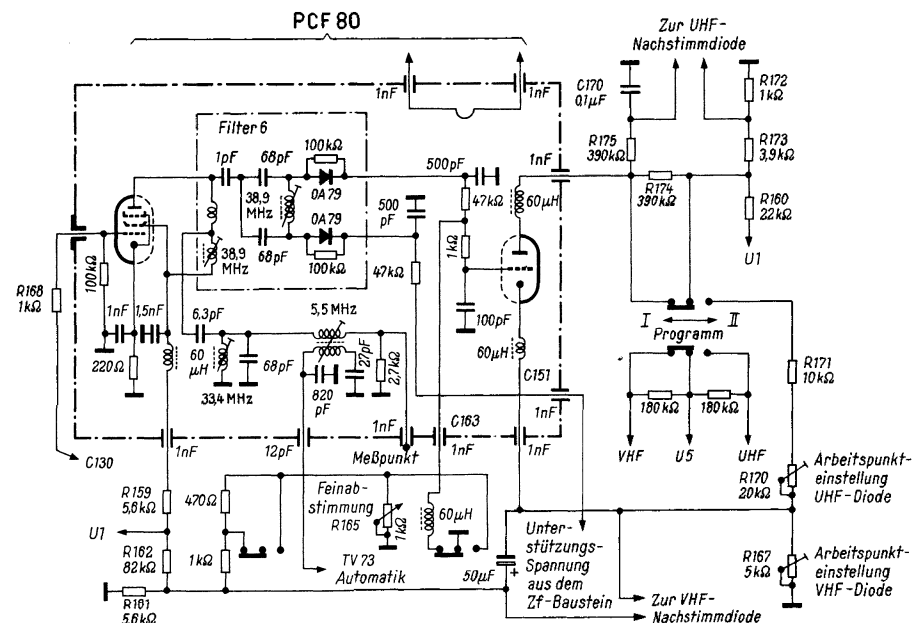 PCF 80
Zur UHF-
Nachstimmdiode
1nF
1nF
C170
0,1µF
R172
1kΩ
Filter 6
100kΩ
1pF
68pF
500pF
1nF
R175
390kΩ
R173
3,9kΩ
0A79
38,9
MHz
500
pF
47kΩ
60µH
R174
390kΩ
R160
22kΩ
0A79
68pF
100kΩ
38,9
MHz
47kΩ
1kΩ
U1
R168
1kΩ
100kΩ
1nF
1,5nF
6,3pF
5,5 MHz
100pF
I
II
Programm
220Ω
60
µH
68pF
27pF
2,7kΩ
60µH
C151
R171
10kΩ
33,4 MHz
820
pF
180kΩ
180kΩ
1nF
C163
1nF
C130
1nF
12pF
Meßpunkt
1nF
1nF
VHF
U5
UHF
R170
20kΩ
Arbeitspunkt-
einstellung
UHF-Diode
R159
5,6kΩ
470Ω
Feinab-
stimmung
R165
1kΩ
60µH
U1
R162
82kΩ
1kΩ
TV 73
Automatik
50µF
+
Unter-
stützungs-
Spannung
aus dem
Zf-Baustein
R167
5kΩ
Arbeitspunkt-
einstellung
VHF-Diode
R161
5,6kΩ
Zur VHF-
Nachstimmdiode